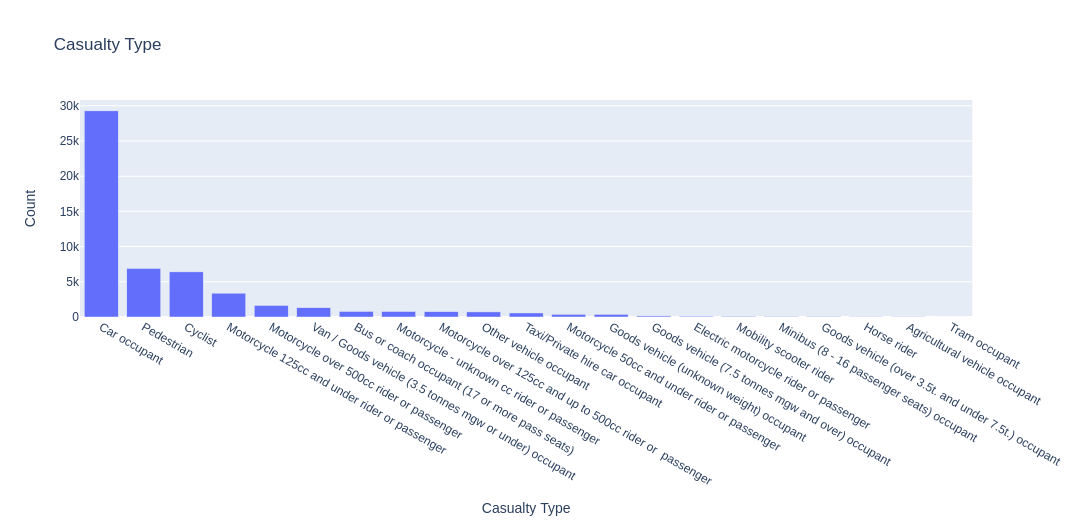 Casualty Type
30k
25k
20k
15k
10k
5k
0
Count
Car occupant
Pedestrian
Cyclist
Motorcycle 125cc and under rider or passenger
Motorcycle over 500cc rider or passenger
Van / Goods vehicle (3.5 tonnes mgw or under) occupant
Bus or coach occupant (17 or more pass seats)
Motorcycle - unknown cc rider or passenger
Motorcycle over 125cc and up to 500cc rider or  passenger
Other vehicle occupant
Taxi/Private hire car occupant
Motorcycle 50cc and under rider or passenger
Goods vehicle (unknown weight) occupant
Goods vehicle (7.5 tonnes mgw and over) occupant
Electric motorcycle rider or passenger
Mobility scooter rider
Minibus (8 - 16 passenger seats) occupant
Goods vehicle (over 3.5t. and under 7.5t.) occupant
Horse rider
Agricultural vehicle occupant
Tram occupant
Casualty Type